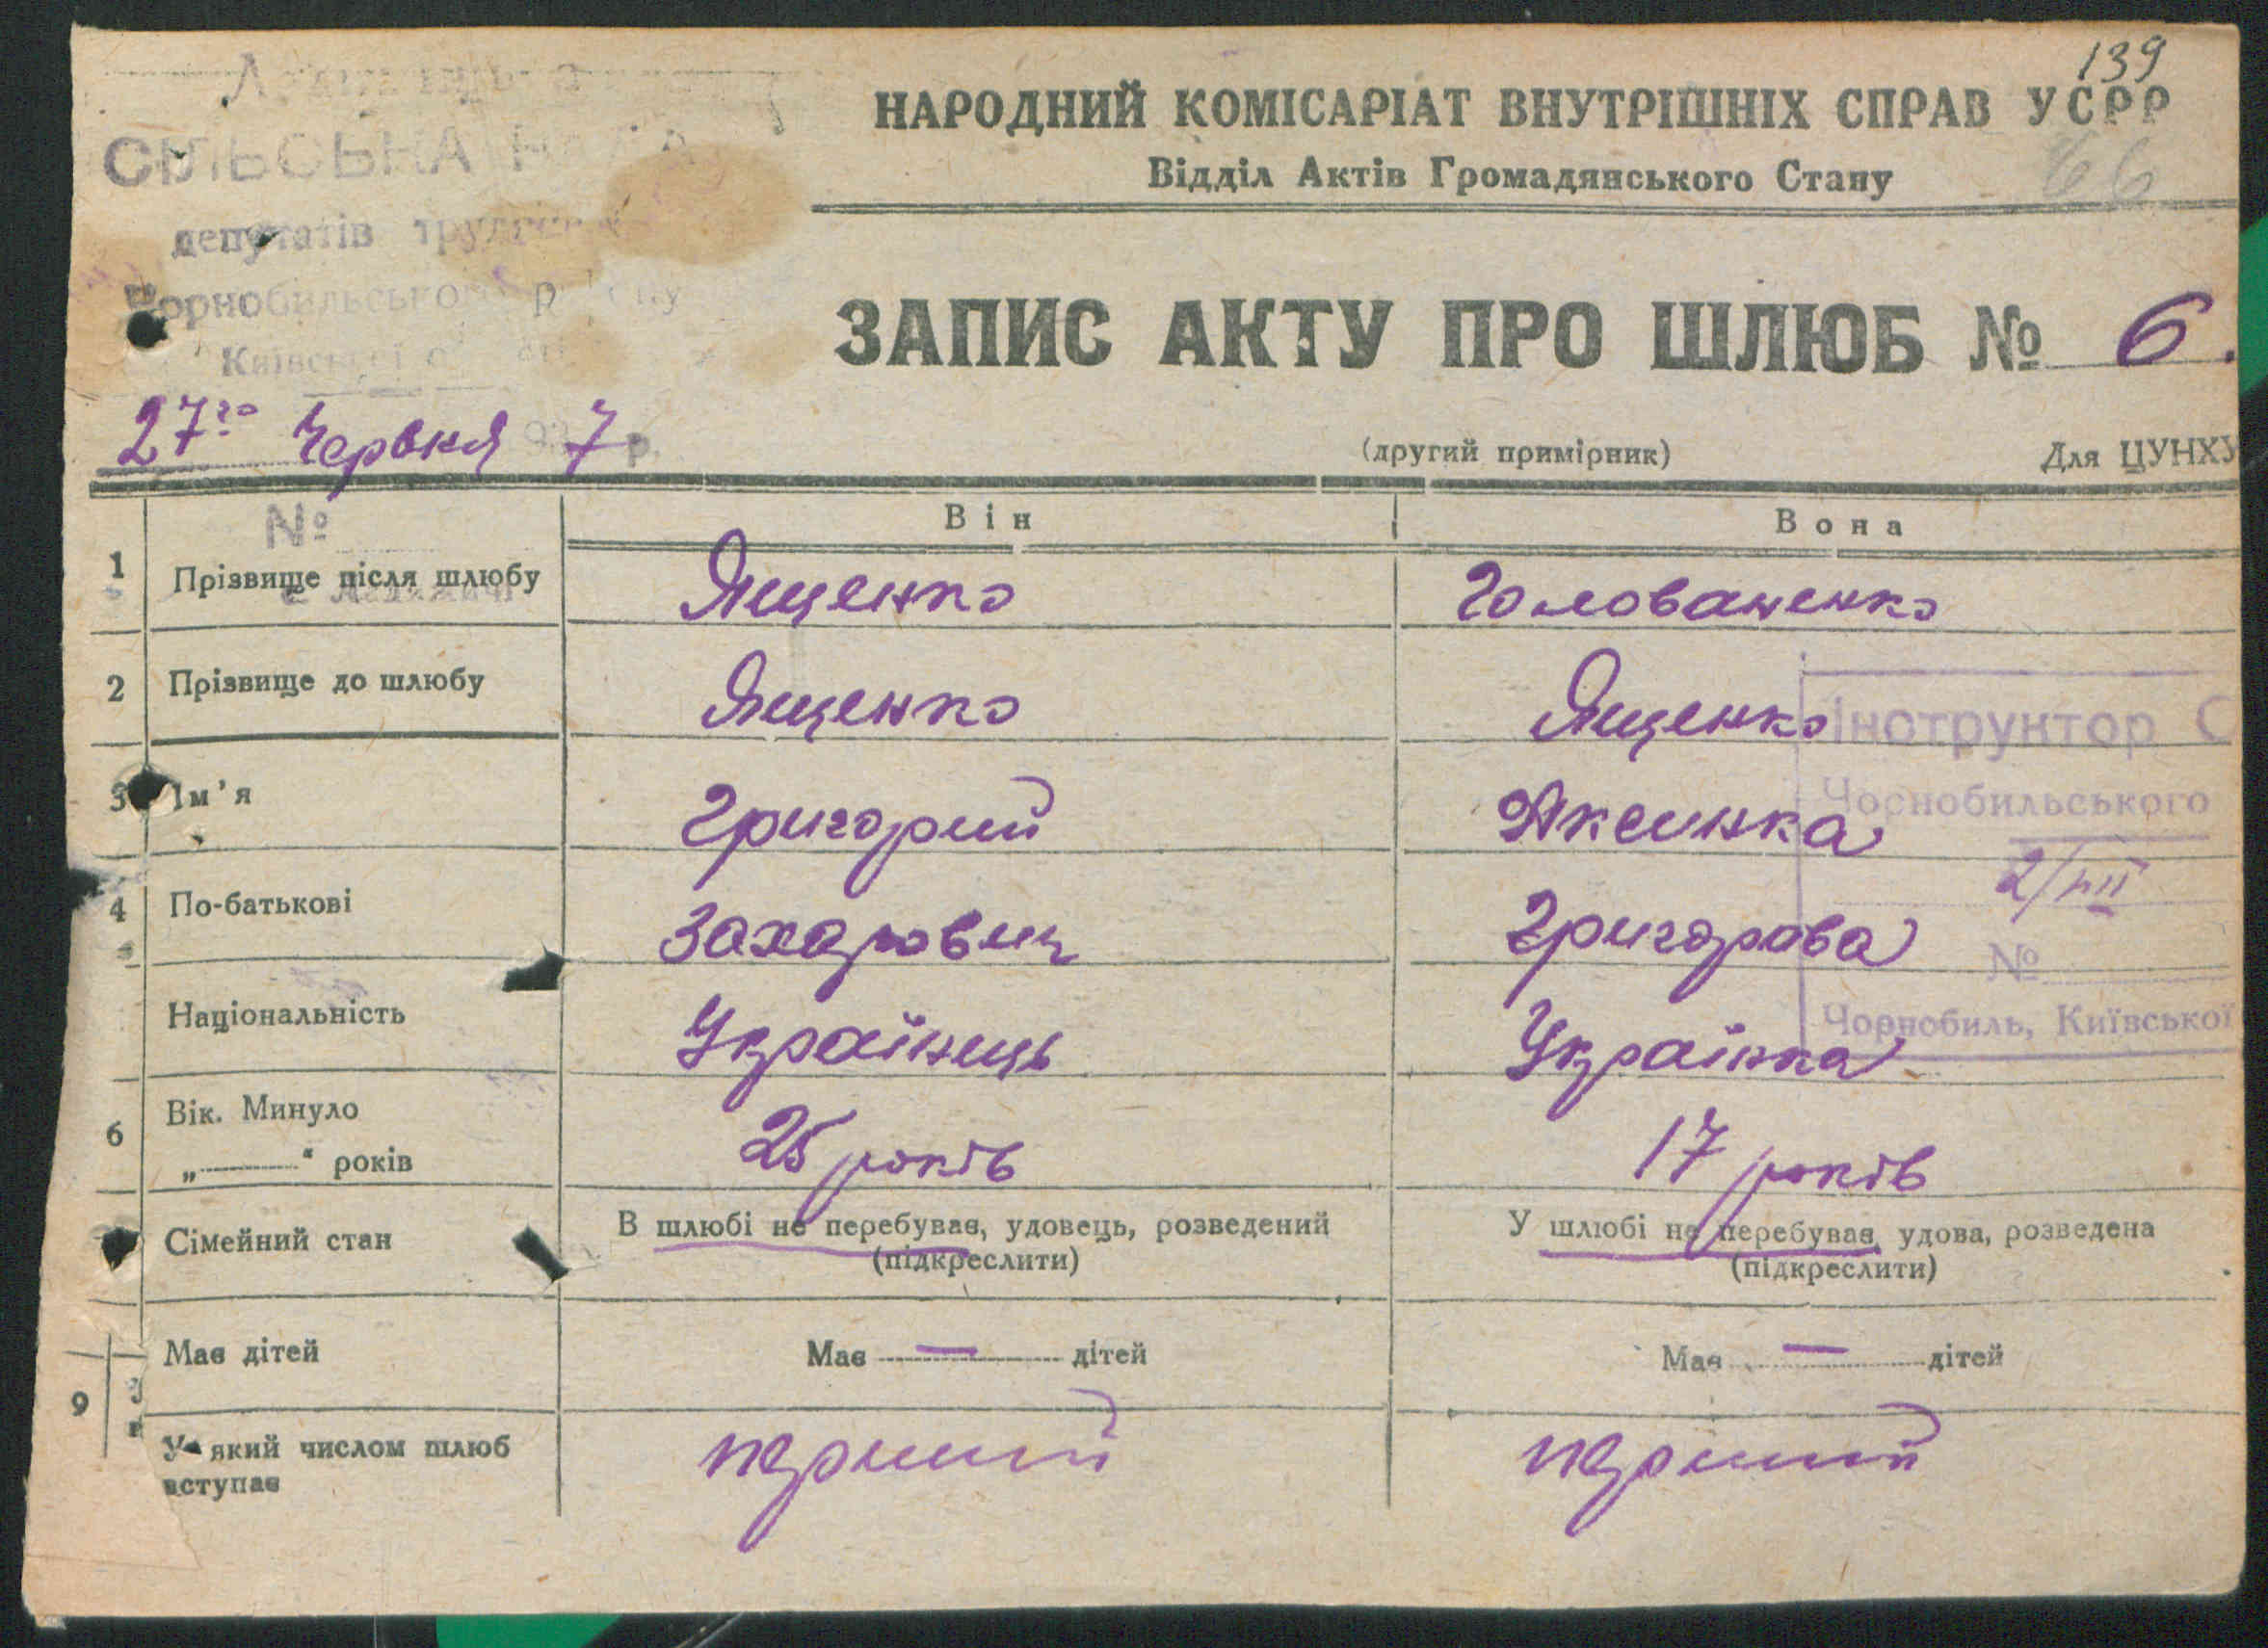 139
НАРОДНИЙ КОМІСАРІАТ ВНУТРІШНІХ СПРАВ УСРР
Відділ Актів Громадянського Стану
66
СІЛЬСЬКА
депутатів
Чорнобильського
ЗАПИС АКТУ ПРО ШЛЮБ № 6.
27го Червня 937 р.
(другий примірник)
Для ЦУНХУ
№
Він
Вона
1 Прізвище після шлюбу Ященко Голованенко
2 Прізвище до шлюбу Ященко Ященко
Інструктор
3 Ім'я Григорий Аксинка
Чорнобильського
4 По-батькові Захарович Григорова
№
Національність Українець Українка
Чорнобиль, Київської
6 Вік. Минуло
„ “ років 25 років 17 років
Сімейний стан В шлюбі не перебував, удовець, розведений У шлюбі не перебував, удова, розведена
(підкреслити) (підкреслити)
Має дітей Має — дітей Має — дітей
9
У який числом шлюб вступає перший перший